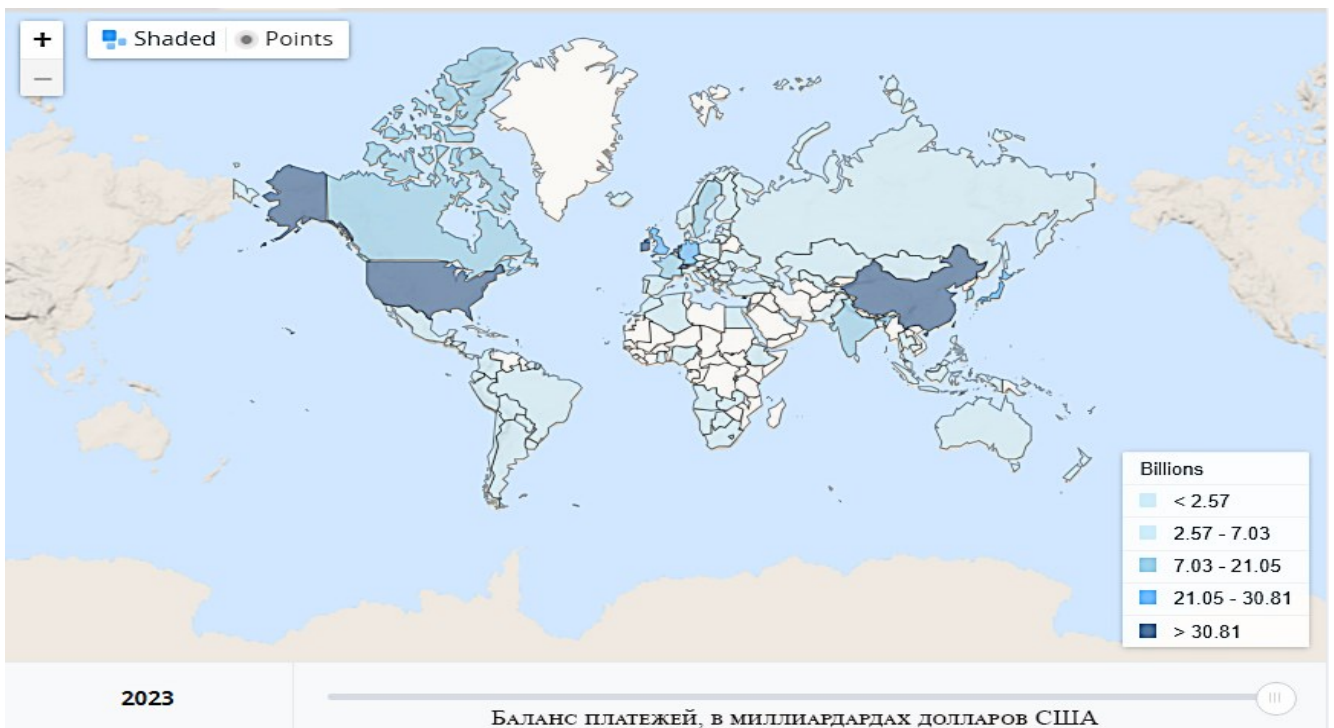 +
Shaded Points
−
Billions
< 2.57
2.57 - 7.03
7.03 - 21.05
21.05 - 30.81
> 30.81
2023
Баланс платежей, в миллиардардах долларов США